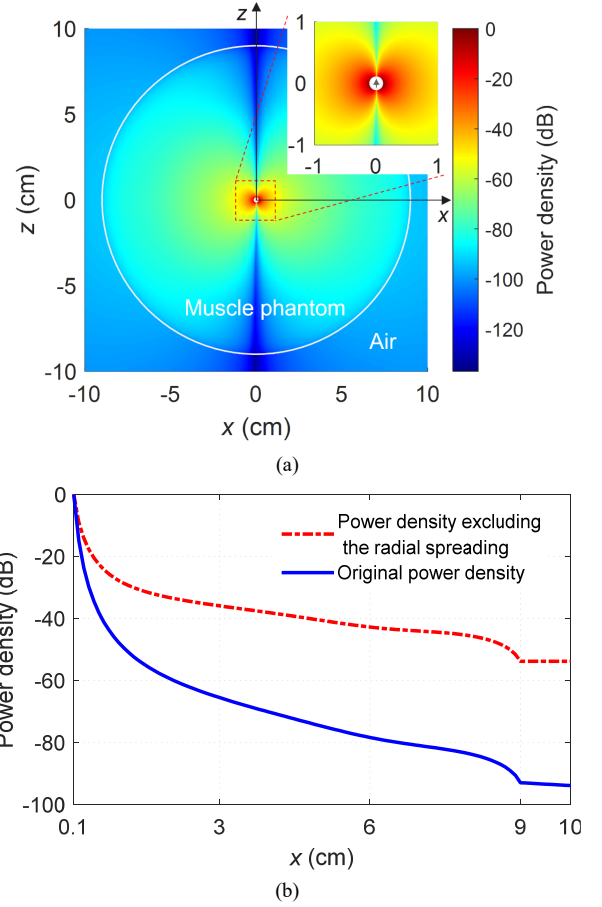 z
10
5
0
-5
-10
z (cm)
-10
-5
0
5
10
x (cm)
x
Muscle phantom
Air
1
0
-1
-1
0
1
0
-20
-40
-60
-80
-100
-120
Power density (dB)
(a)
0
-20
-40
-60
-80
-100
Power density (dB)
Power density excluding
the radial spreading
Original power density
0.1
3
6
9
10
x (cm)
(b)